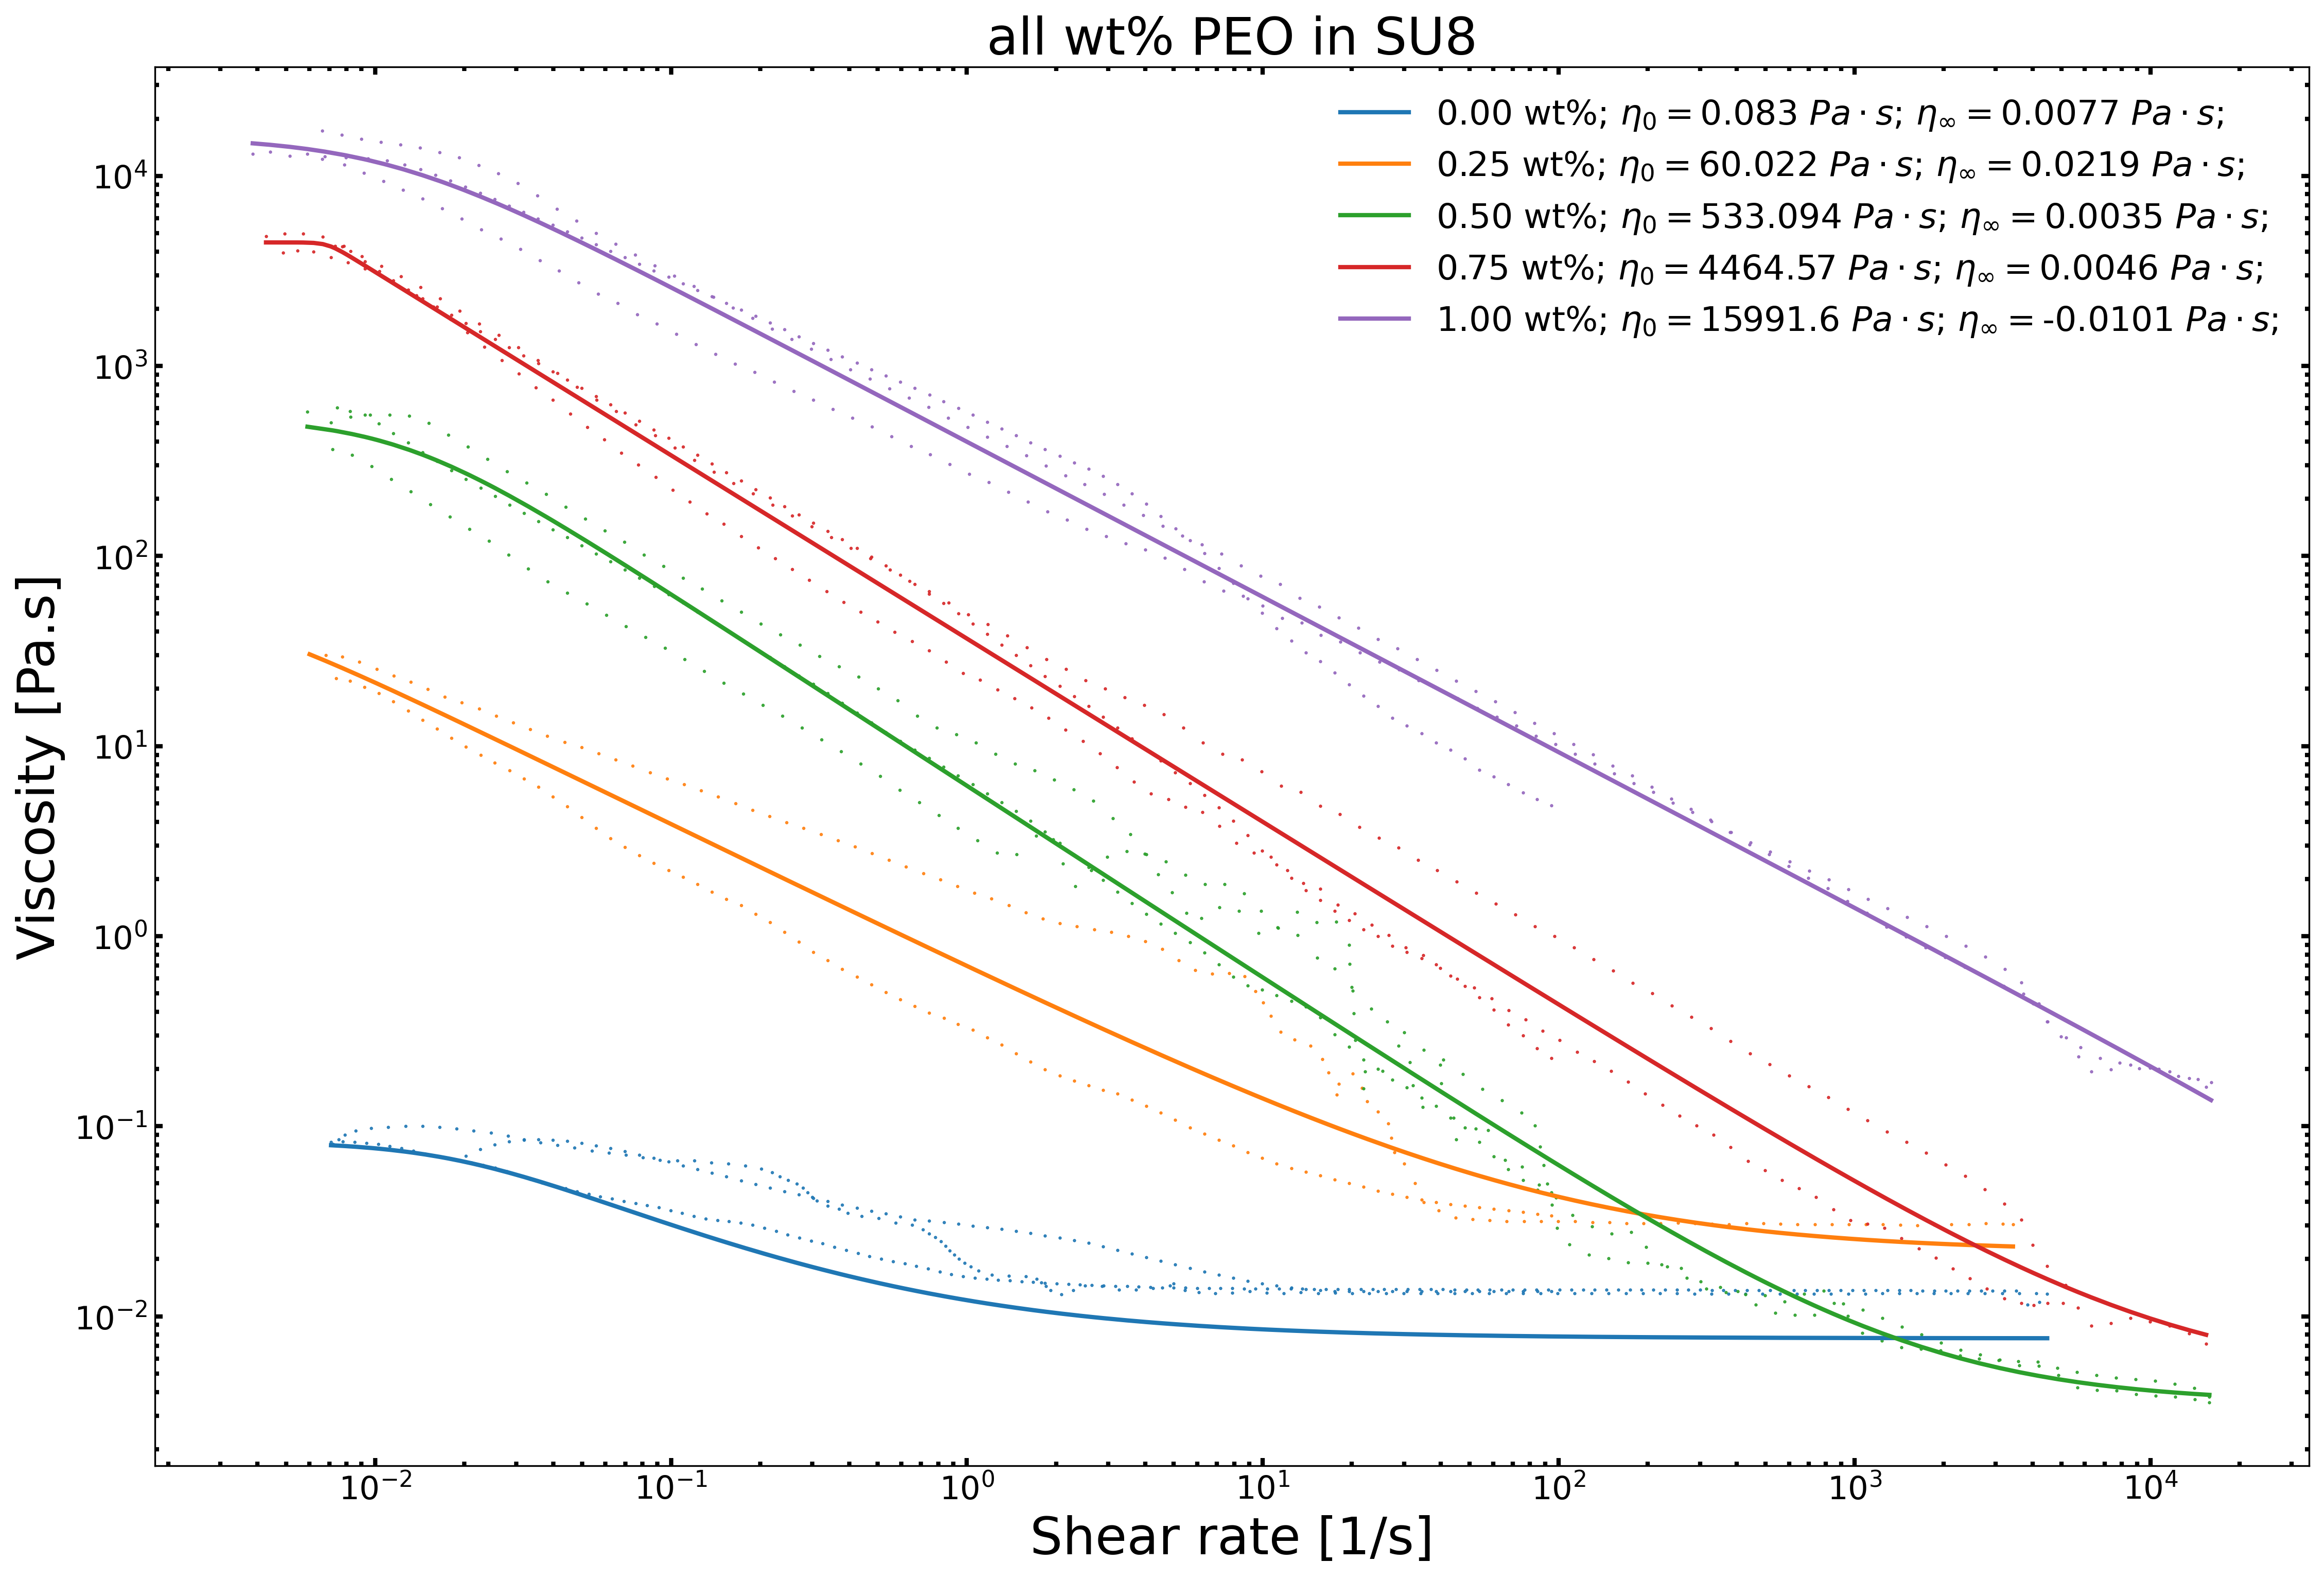 all wt% PEO in SU8
0.00 wt%; η₀ = 0.083 Pa · s; η∞ = 0.0077 Pa · s;
0.25 wt%; η₀ = 60.022 Pa · s; η∞ = 0.0219 Pa · s;
0.50 wt%; η₀ = 533.094 Pa · s; η∞ = 0.0035 Pa · s;
0.75 wt%; η₀ = 4464.57 Pa · s; η∞ = 0.0046 Pa · s;
1.00 wt%; η₀ = 15991.6 Pa · s; η∞ = -0.0101 Pa · s;
Viscosity [Pa.s]
10⁴
10³
10²
10¹
10⁰
10⁻¹
10⁻²
10⁻² 10⁻¹ 10⁰ 10¹ 10² 10³ 10⁴
Shear rate [1/s]